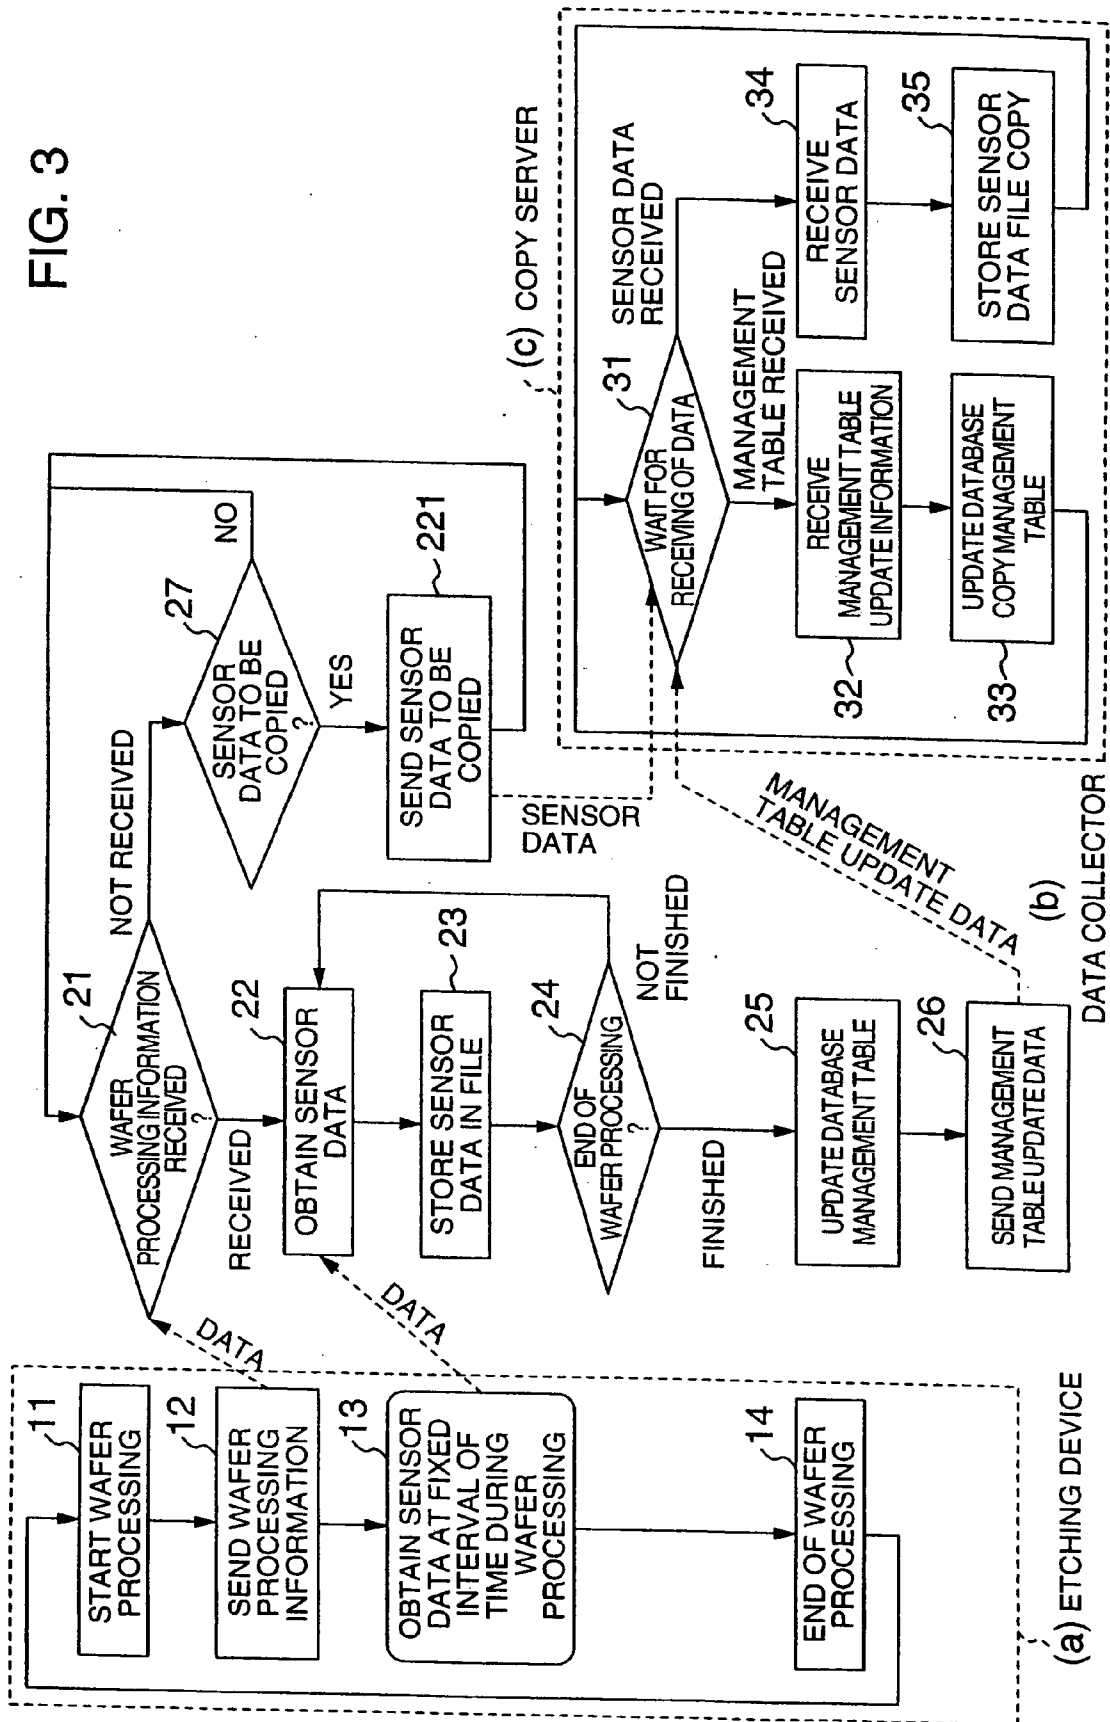 FIG. 3
11
START WAFER
PROCESSING
12
SEND WAFER
PROCESSING
INFORMATION
DATA
13
OBTAIN SENSOR
DATA AT FIXED
INTERVAL OF
TIME DURING
WAFER
PROCESSING
DATA
14
END OF WAFER
PROCESSING
(a) ETCHING DEVICE
21
WAFER
PROCESSING INFORMATION
RECEIVED
?
NOT RECEIVED
RECEIVED
22
OBTAIN SENSOR
DATA
23
STORE SENSOR
DATA IN FILE
24
END OF
WAFER PROCESSING
?
NOT
FINISHED
FINISHED
25
UPDATE DATABASE
MANAGEMENT TABLE
26
SEND MANAGEMENT
TABLE UPDATE DATA
MANAGEMENT
TABLE UPDATE DATA
(b)
DATA COLLECTOR
27
SENSOR
DATA TO BE
COPIED
?
NO
YES
221
SEND SENSOR
DATA TO BE
COPIED
SENSOR
DATA
(c) COPY SERVER
31
WAIT FOR
RECEIVING OF DATA
SENSOR DATA
RECEIVED
MANAGEMENT
TABLE RECEIVED
32
RECEIVE
MANAGEMENT TABLE
UPDATE INFORMATION
33
UPDATE DATABASE
COPY MANAGEMENT
TABLE
34
RECEIVE
SENSOR DATA
35
STORE SENSOR
DATA FILE COPY